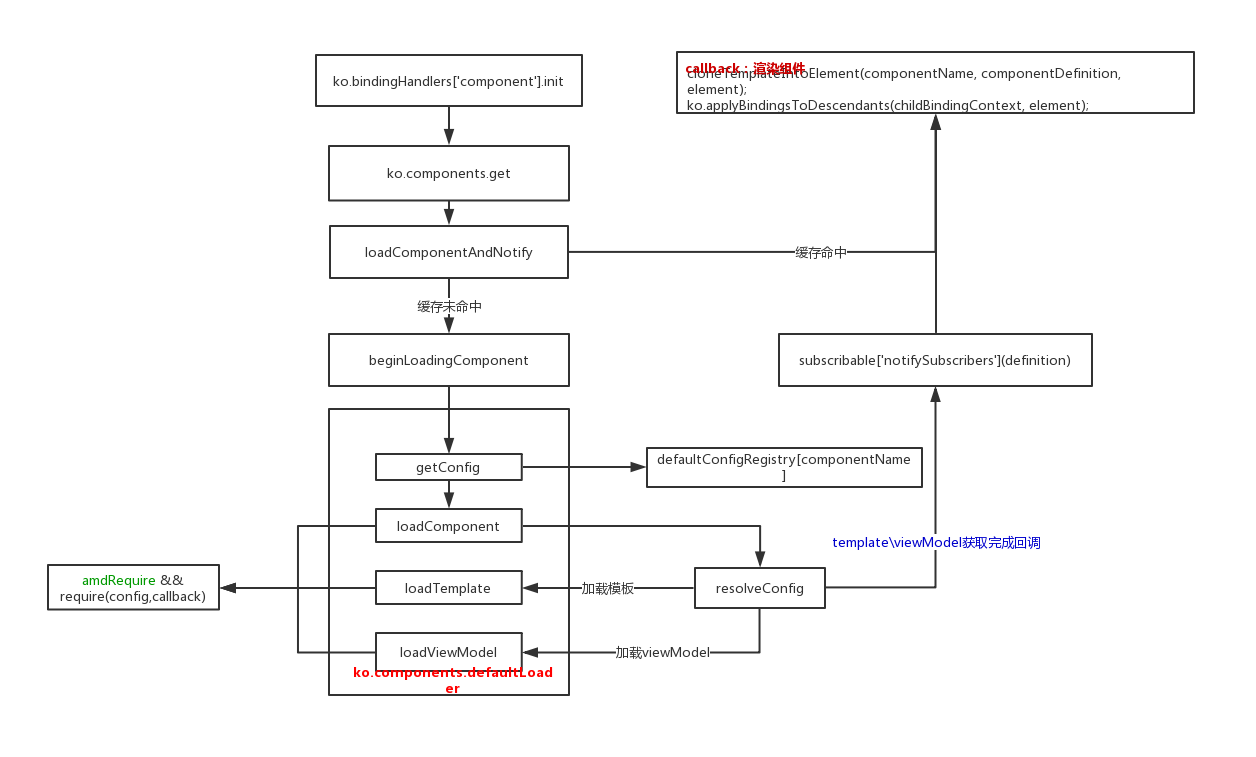 ko.bindingHandlers['component'].init
callback：渲染组件
cloneTemplateIntoElement(componentName, componentDefinition,
element);
ko.applyBindingsToDescendants(childBindingContext, element);
ko.components.get
loadComponentAndNotify
缓存命中
缓存未命中
beginLoadingComponent
subscribable['notifySubscribers'](definition)
getConfig
defaultConfigRegistry[componentName
]
loadComponent
template\viewModel获取完成回调
amdRequire &&
require(config,callback)
loadTemplate
加载模板
resolveConfig
loadViewModel
加载viewModel
ko.components.defaultLoad
er